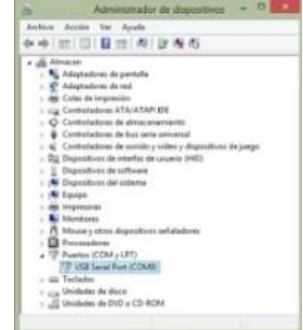 Administrador de dispositivos
Archivo Acción Ver Ayuda
Almacen
Adaptadores de pantalla
Adaptadores de red
Colas de impresión
Controladoras ATA/ATAPI IDE
Controladoras de almacenamiento
Controladoras de bus serie universal
Controladoras de sonido y vídeo y dispositivos de juego
Dispositivos de interfaz de usuario (HID)
Dispositivos de software
Dispositivos del sistema
Equipo
Impresoras
Monitores
Mouse y otros dispositivos señaladores
Procesadores
Puertos (COM y LPT)
USB Serial Port (COM8)
Teclados
Unidades de disco
Unidades de DVD o CD-ROM